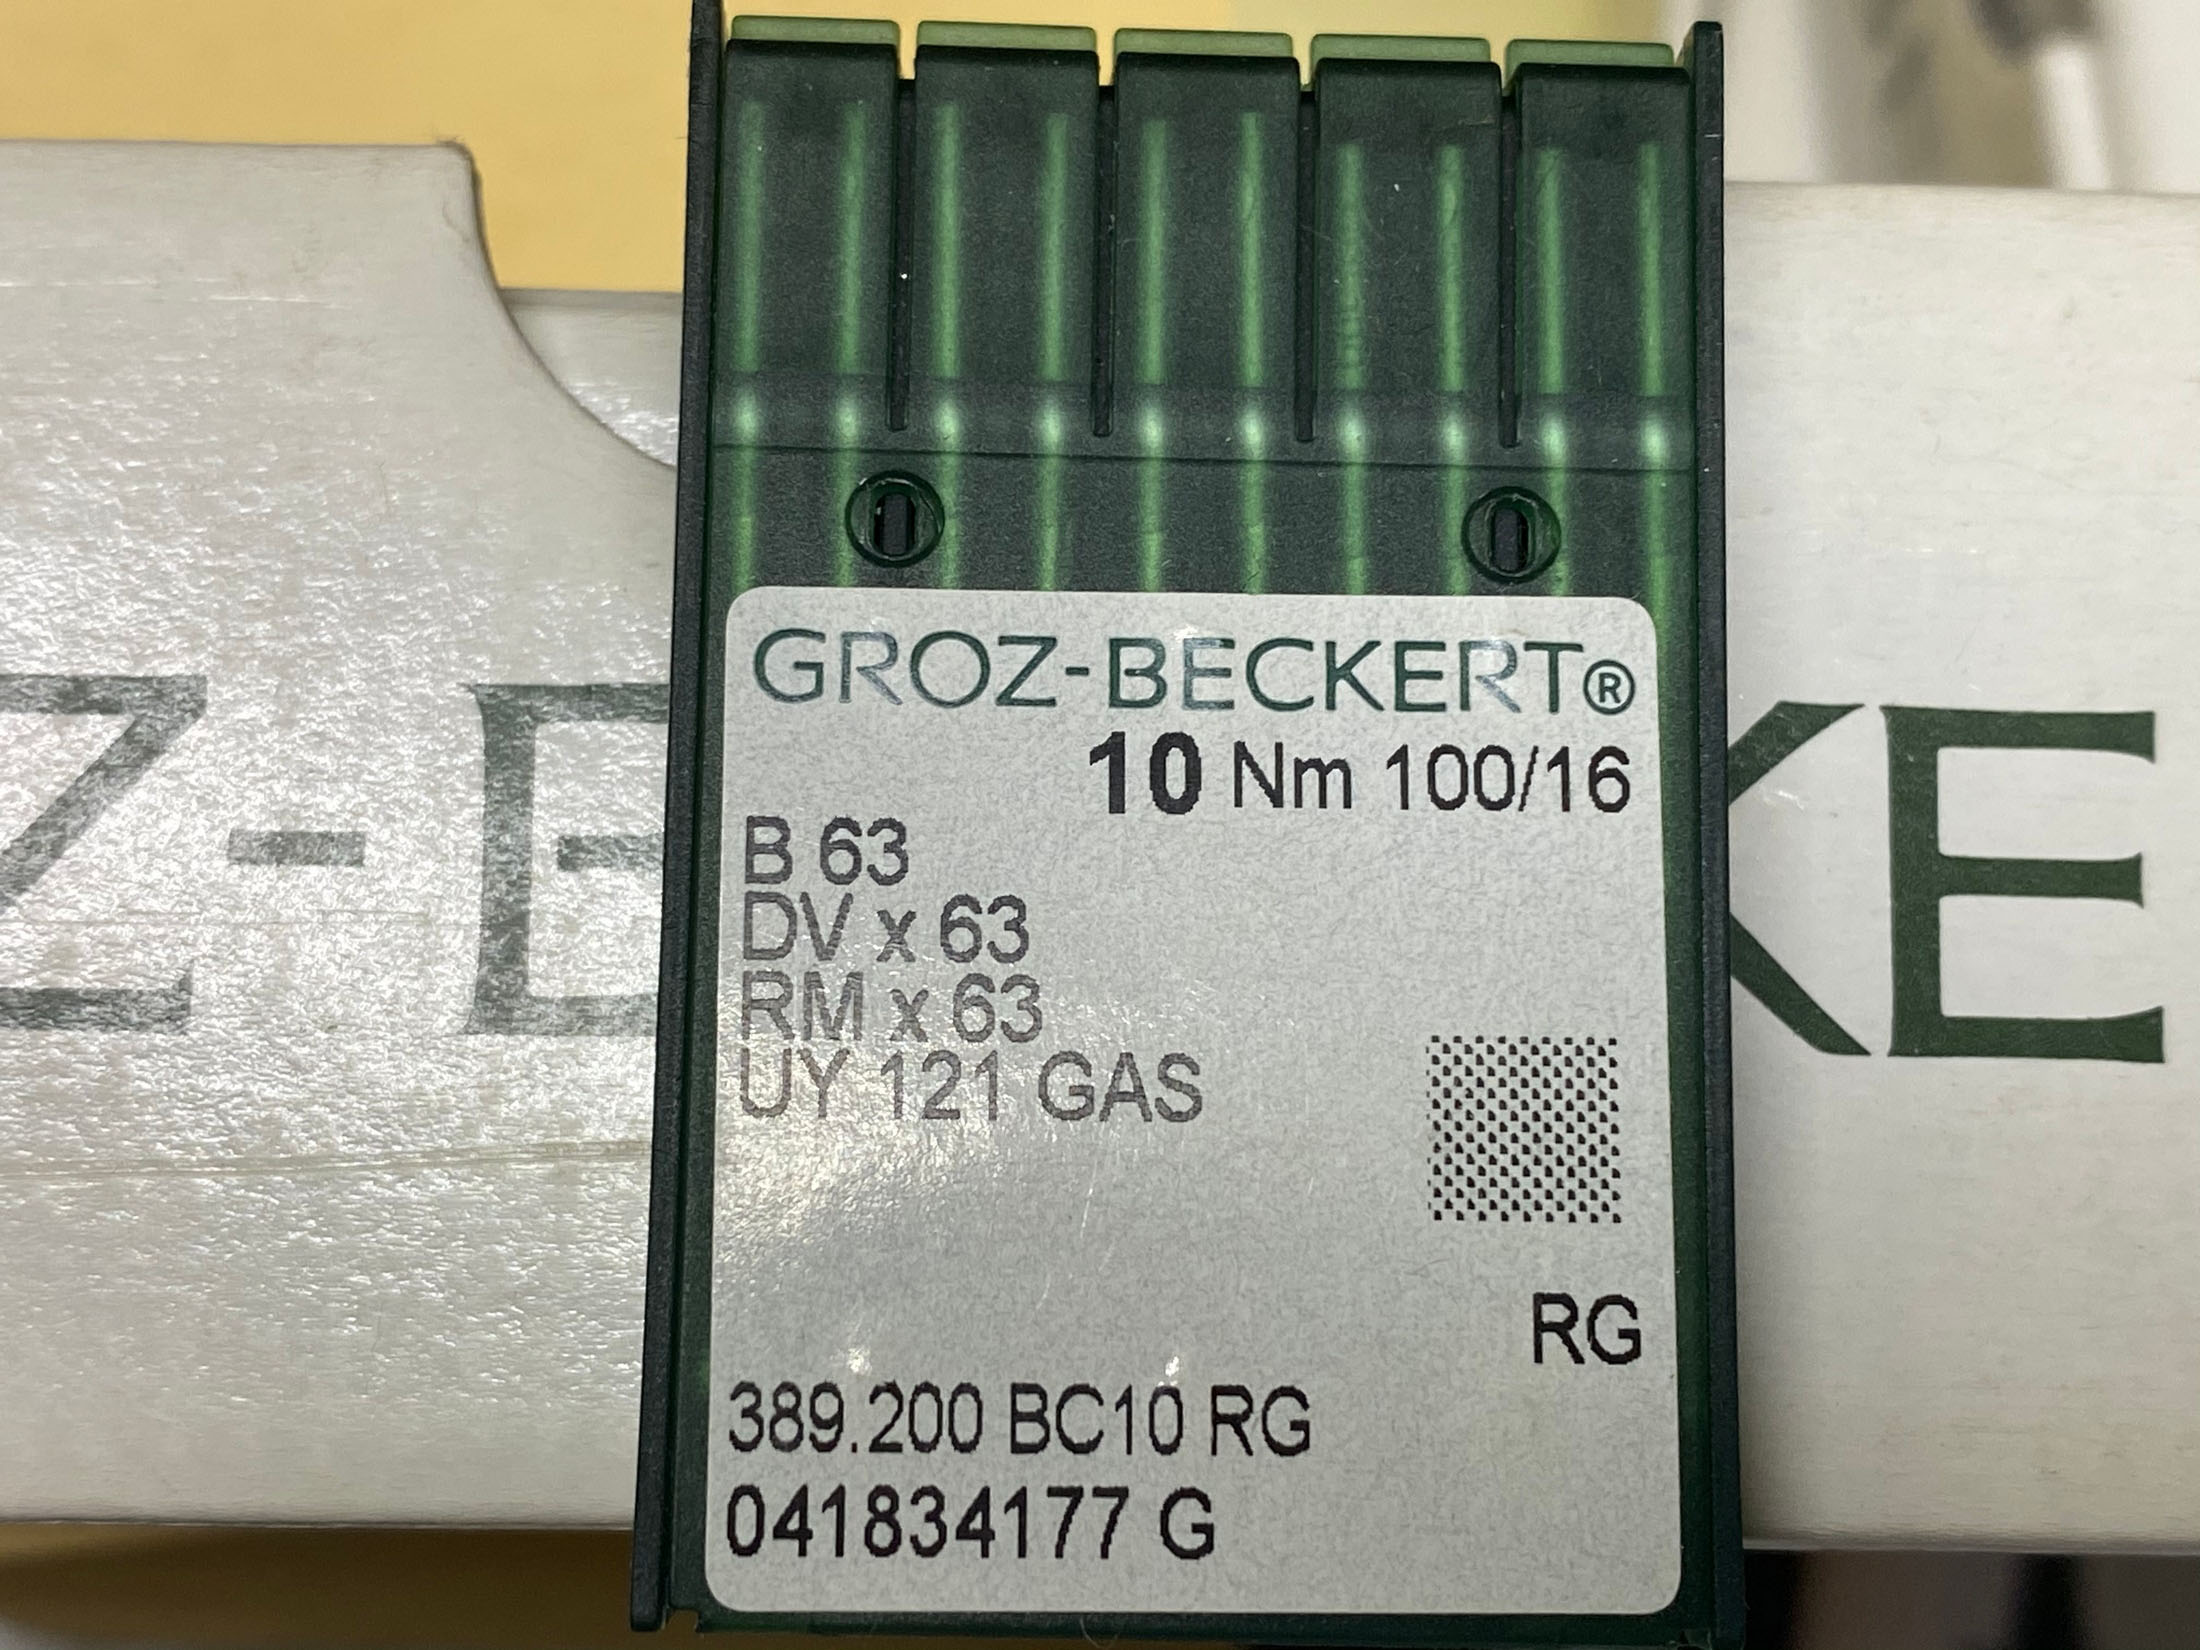 GROZ-BECKERT®
10 Nm 100/16
B 63
DV x 63
RM x 63
UY 121 GAS
RG
389.200 BC10 RG
041834177 G
Z-B
KE